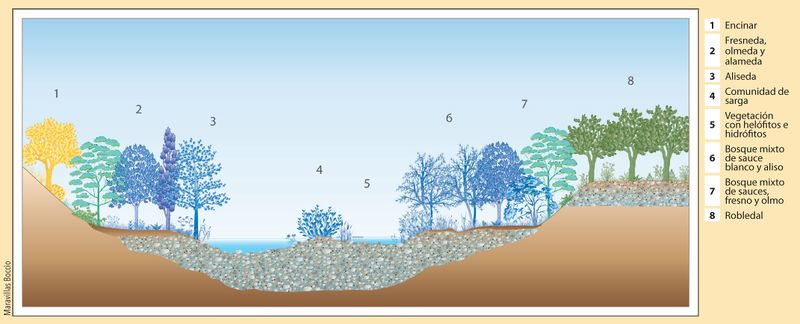 1
2
3
4
5
6
7
8
1 Encinar
2 Fresneda,
olmeda y
alameda
3 Aliseda
4 Comunidad de
sarga
5 Vegetación
con helófitos e
hidrófitos
6 Bosque mixto
de sauce
blanco y aliso
7 Bosque mixto
de sauces,
fresno y olmo
8 Robledal
Maravillas Boccio